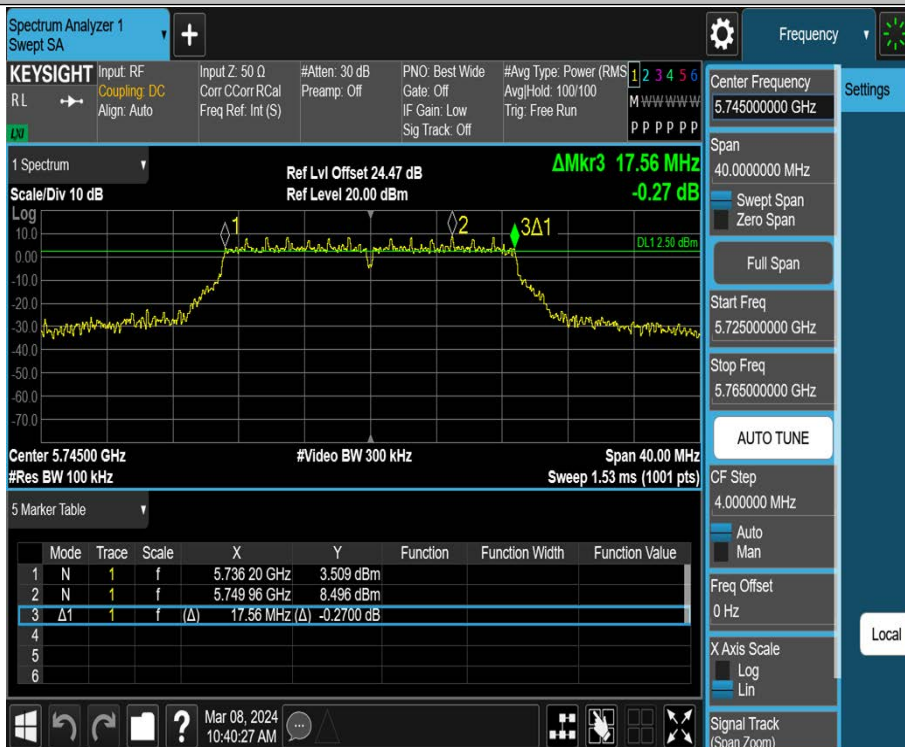 Spectrum Analyzer 1
Swept SA
+
Frequency
KEYSIGHT
R L
LXI
Input: RF
Coupling: DC
Align: Auto
Input Z: 50 Ω
Corr CCorr RCal
Freq Ref: Int (S)
#Atten: 30 dB
Preamp: Off
PNO: Best Wide
Gate: Off
IF Gain: Low
Sig Track: Off
#Avg Type: Power (RMS
Avg|Hold: 100/100
Trig: Free Run
1 2 3 4 5 6
M W W W W W
P P P P P P
1 Spectrum
Scale/Div 10 dB
Ref Lvl Offset 24.47 dB
Ref Level 20.00 dBm
ΔMkr3 17.56 MHz
-0.27 dB
Log
10.0
0.00
-10.0
-20.0
-30.0
-40.0
-50.0
-60.0
-70.0
1
2
3Δ1
DL1 2.50 dBm
Center 5.74500 GHz
#Res BW 100 kHz
#Video BW 300 kHz
Span 40.00 MHz
Sweep 1.53 ms (1001 pts)
5 Marker Table
Mode Trace Scale X Y Function Function Width Function Value
1 N 1 f 5.736 20 GHz 3.509 dBm
2 N 1 f 5.749 96 GHz 8.496 dBm
3 Δ1 1 f (Δ) 17.56 MHz (Δ) -0.2700 dB
4
5
6
?
Mar 08, 2024
10:40:27 AM
Center Frequency
5.745000000 GHz
Span
40.0000000 MHz
Swept Span
Zero Span
Full Span
Start Freq
5.725000000 GHz
Stop Freq
5.765000000 GHz
AUTO TUNE
CF Step
4.000000 MHz
Auto
Man
Freq Offset
0 Hz
X Axis Scale
Log
Lin
Signal Track
(Span Zoom)
Settings
Local